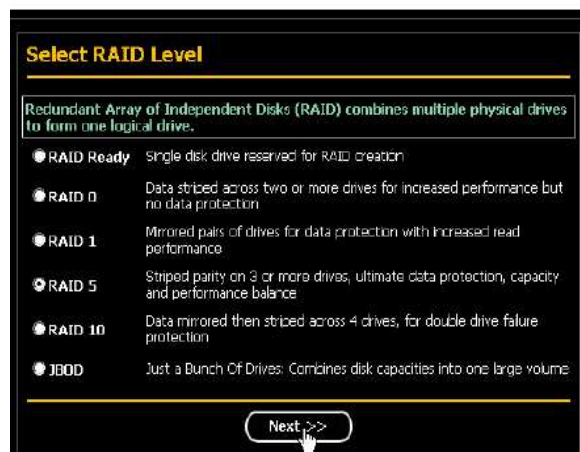 Select RAID Level
Redundant Array of Independent Disks (RAID) combines multiple physical drives
to form one logical drive.
RAID Ready Single disk drive reserved for RAID creation
RAID 0 Data striped across two or more drives for increased performance but
no data protection
RAID 1 Mirrored pairs of drives for data protection with increased read
performance
RAID 5 Striped parity on 3 or more drives, ultimate data protection, capacity
and performance balance
RAID 10 Data mirrored then striped across 4 drives, for double drive failure
protection
JBOD Just a Bunch Of Drives: Combines disk capacities into one large volume
Next >>